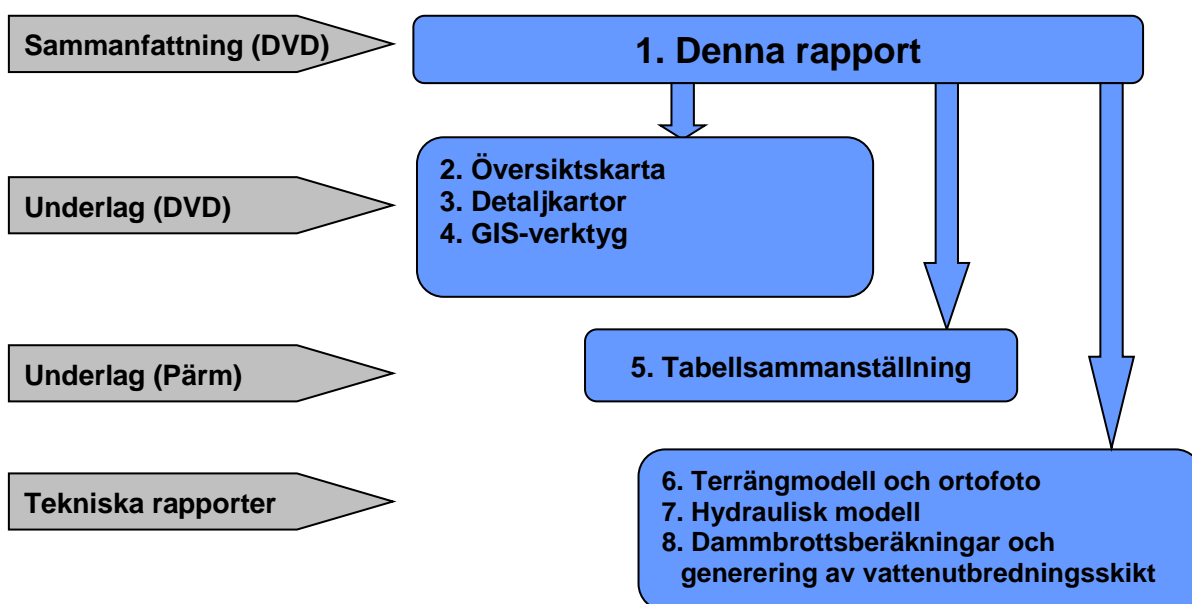 Sammanfattning (DVD)
1. Denna rapport
Underlag (DVD)
2. Översiktskarta
3. Detaljkartor
4. GIS-verktyg
Underlag (Pärm)
5. Tabellsammanställning
Tekniska rapporter
6. Terrängmodell och ortofoto
7. Hydraulisk modell
8. Dammbrottsberäkningar och
generering av vattenutbredningsskikt